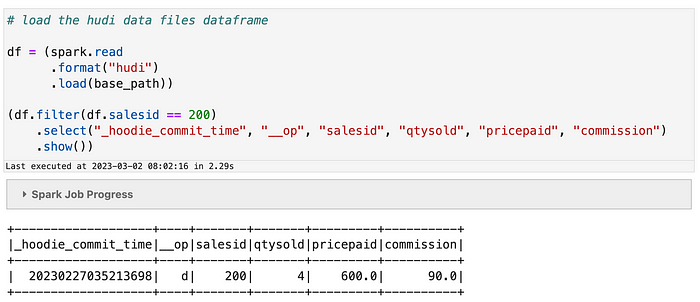 # load the hudi data files dataframe
df = (spark.read
.format("hudi")
.load(base_path))
(df.filter(df.salesid == 200)
.select("_hoodie_commit_time", "__op", "salesid", "qtysold", "pricepaid", "commission")
.show())
Last executed at 2023-03-02 08:02:16 in 2.29s
Spark Job Progress
+-------------------+----+-------+-------+---------+----------+
|_hoodie_commit_time|__op|salesid|qtysold|pricepaid|commission|
+-------------------+----+-------+-------+---------+----------+
| 20230227035213698| d| 200| 4| 600.0| 90.0|
+-------------------+----+-------+-------+---------+----------+